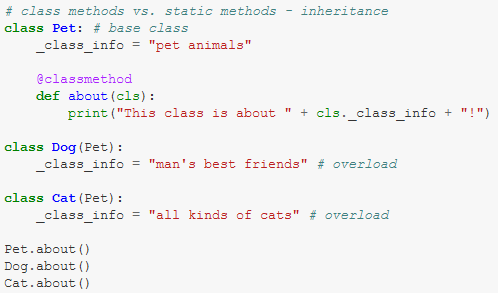 # class methods vs. static methods - inheritance
class Pet: # base class
    _class_info = "pet animals"

    @classmethod
    def about(cls):
        print("This class is about " + cls._class_info + "!")

class Dog(Pet):
    _class_info = "man's best friends" # overload

class Cat(Pet):
    _class_info = "all kinds of cats" # overload

Pet.about()
Dog.about()
Cat.about()